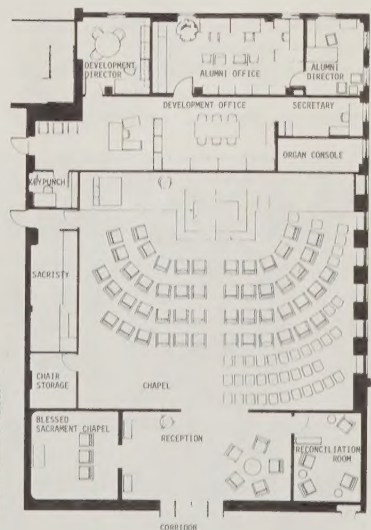 DEVELOPMENT
DIRECTOR
ALUMNI OFFICE
ALUMNI
DIRECTOR
DEVELOPMENT OFFICE
SECRETARY
ORGAN CONSOLE
KEYPUNCH
SACRISTY
CHAIR
STORAGE
CHAPEL
BLESSED
SACRAMENT CHAPEL
RECEPTION
RECONCILIATION
ROOM
CORRIDOR